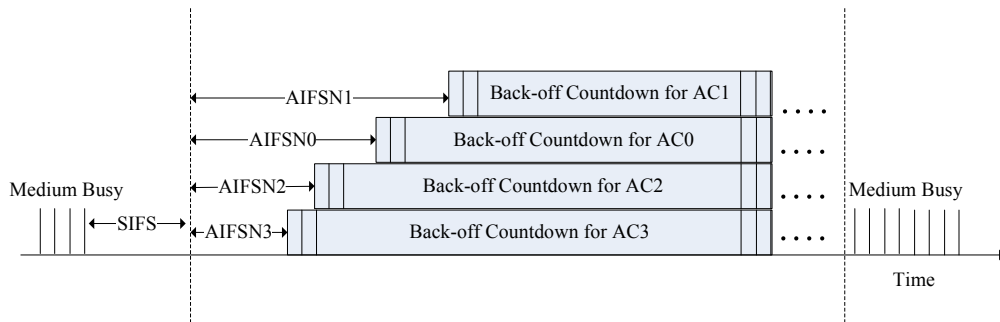 AIFSN1
Back-off Countdown for AC1
AIFSN0
Back-off Countdown for AC0
AIFSN2
Back-off Countdown for AC2
Medium Busy
Medium Busy
SIFS
AIFSN3
Back-off Countdown for AC3
Time